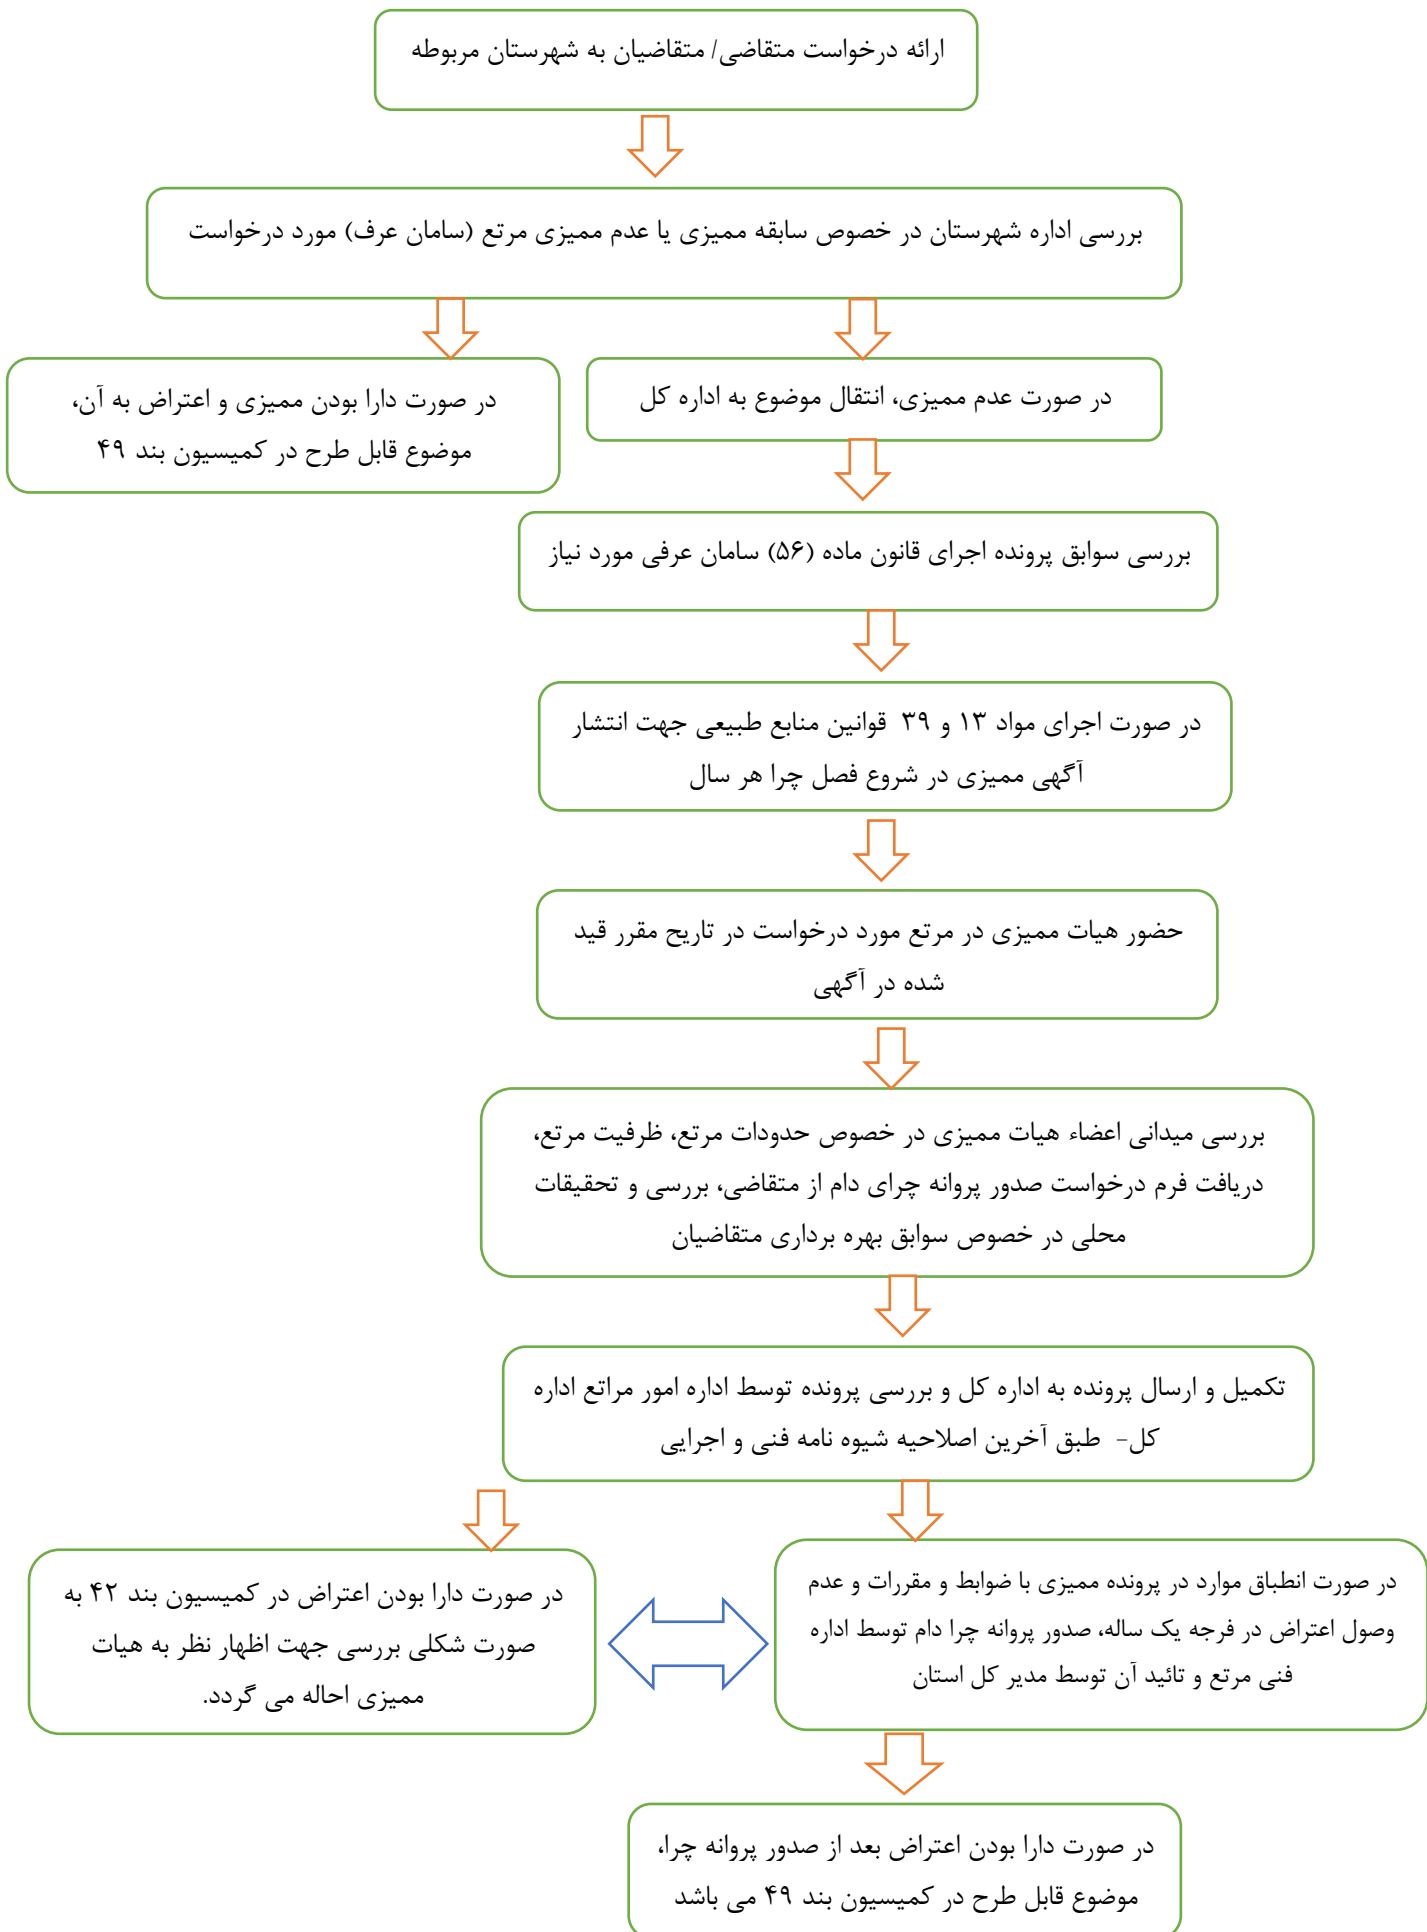 ارائه درخواست متقاضی/ متقاضیان به شهرستان مربوطه
بررسی اداره شهرستان در خصوص سابقه ممیزی یا عدم ممیزی مرتع (سامان عرف) مورد درخواست
در صورت عدم ممیزی، انتقال موضوع به اداره کل
در صورت دارا بودن ممیزی و اعتراض به آن،
موضوع قابل طرح در کمیسیون بند ۴۹
بررسی سوابق پرونده اجرای قانون ماده (۵۶) سامان عرفی مورد نیاز
در صورت اجرای مواد ۱۳ و ۳۹ قوانین منابع طبیعی جهت انتشار
آگهی ممیزی در شروع فصل چرا هر سال
حضور هیات ممیزی در مرتع مورد درخواست در تاریح مقرر قید
شده در آگهی
بررسی میدانی اعضاء هیات ممیزی در خصوص حدودات مرتع، ظرفیت مرتع،
دریافت فرم درخواست صدور پروانه چرای دام از متقاضی، بررسی و تحقیقات
محلی در خصوص سوابق بهره برداری متقاضیان
تکمیل و ارسال پرونده به اداره کل و بررسی پرونده توسط اداره امور مراتع اداره
کل- طبق آخرین اصلاحیه شیوه نامه فنی و اجرایی
در صورت انطباق موارد در پرونده ممیزی با ضوابط و مقررات و عدم
وصول اعتراض در فرجه یک ساله، صدور پروانه چرا دام توسط اداره
فنی مرتع و تائید آن توسط مدیر کل استان
در صورت دارا بودن اعتراض در کمیسیون بند ۴۲ به
صورت شکلی بررسی جهت اظهار نظر به هیات
ممیزی احاله می گردد.
در صورت دارا بودن اعتراض بعد از صدور پروانه چرا،
موضوع قابل طرح در کمیسیون بند ۴۹ می باشد